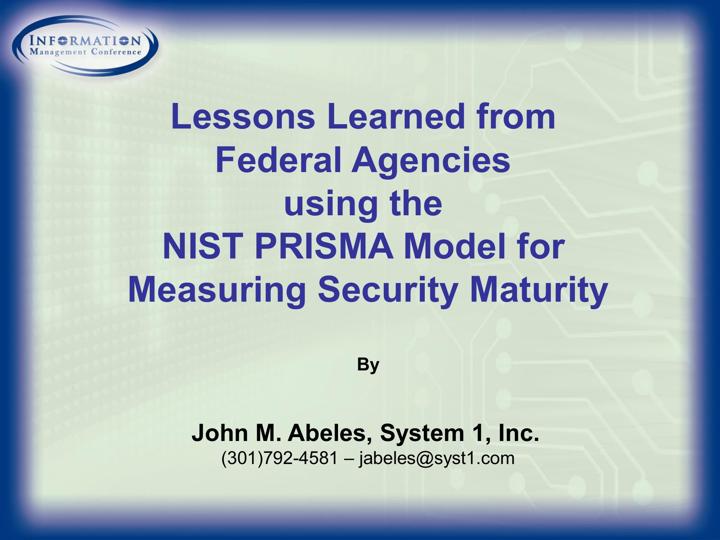 INFORMATION
Management Conference
Lessons Learned from
Federal Agencies
using the
NIST PRISMA Model for
Measuring Security Maturity
By
John M. Abeles, System 1, Inc.
(301)792-4581 – jabeles@syst1.com